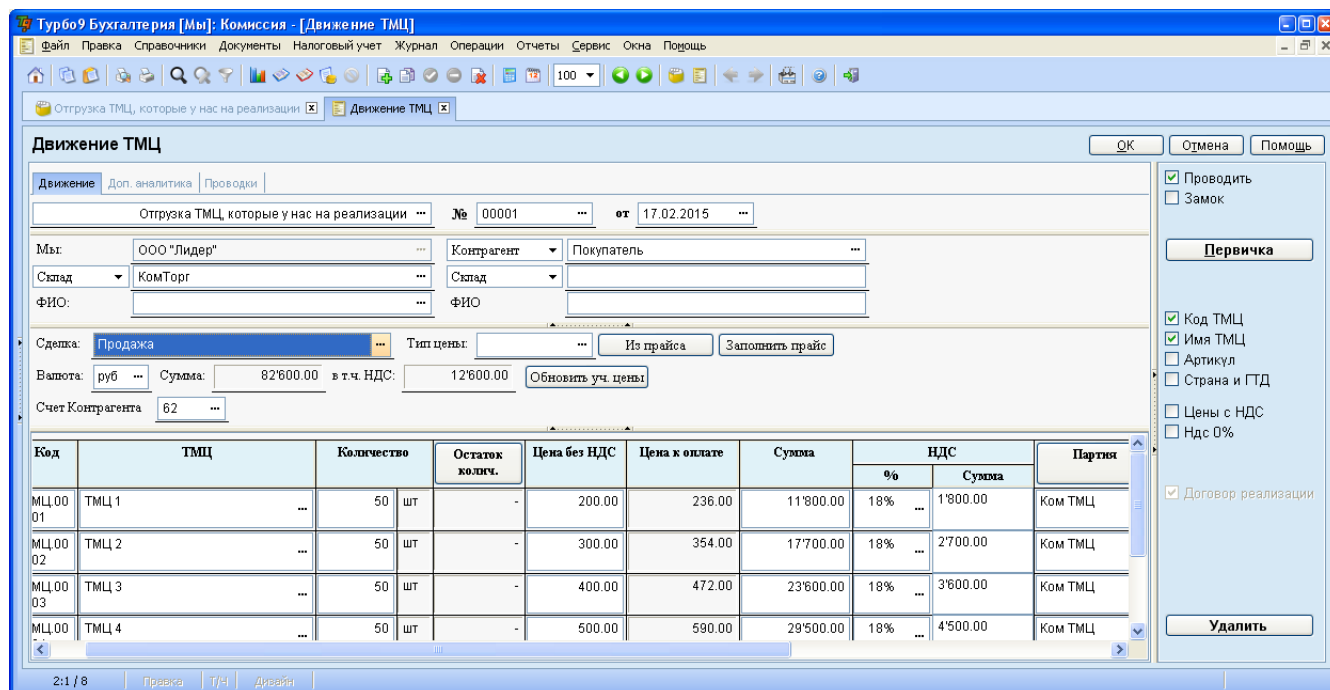 Турбо9 Бухгалтерия [Мы]: Комиссия - [Движение ТМЦ]
Файл Правка Справочники Документы Налоговый учет Журнал Операции Отчеты Сервис Окна Помощь
100
Отгрузка ТМЦ, которые у нас на реализации Движение ТМЦ
Движение ТМЦ ОК Отмена Помощь
Движение Доп. аналитика Проводки
Проводить
Замок
Отгрузка ТМЦ, которые у нас на реализации ... № 00001 ... от 17.02.2015 ...
Мы: ООО "Лидер" ... Контрагент Покупатель ...
Первичка
Склад КомТорг ... Склад
ФИО: ... ФИО
Код ТМЦ
Имя ТМЦ
Артикул
Страна и ГТД
Цены с НДС
Ндс 0%
Сделка: Продажа ... Тип цены: ... Из прайса Заполнить прайс
Валюта: руб ... Сумма: 82'600.00 в т.ч. НДС: 12'600.00 Обновить уч. цены
Счет Контрагента 62 ...
Код ТМЦ Количество Остаток колич. Цена без НДС Цена к оплате Сумма НДС Партия
% Сумма
Договор реализации
МЦ.00 ТМЦ 1 ... 50 шт - 200.00 236.00 11'800.00 18% ... 1'800.00 Ком ТМЦ
01
МЦ.00 ТМЦ 2 ... 50 шт - 300.00 354.00 17'700.00 18% ... 2'700.00 Ком ТМЦ
02
МЦ.00 ТМЦ 3 ... 50 шт - 400.00 472.00 23'600.00 18% ... 3'600.00 Ком ТМЦ
03
МЦ.00 ТМЦ 4 ... 50 шт - 500.00 590.00 29'500.00 18% ... 4'500.00 Ком ТМЦ
Удалить
2:1 / 8 Правка Т/Ч Дизайн